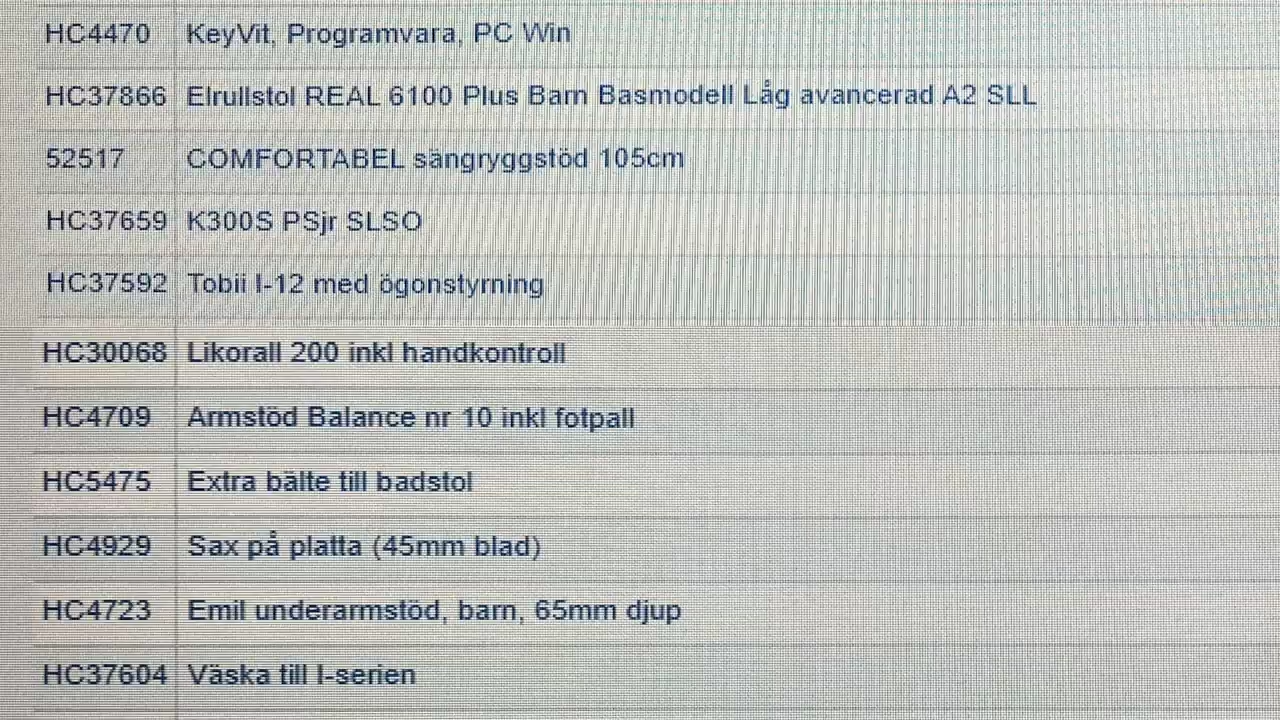 HC4470 KeyVit, Programvara, PC Win
HC37866 Elrullstol REAL 6100 Plus Barn Basmodell Låg avancerad A2 SLL
52517 COMFORTABEL sängryggstöd 105cm
HC37659 K300S PSjr SLSO
HC37592 Tobii I-12 med ögonstyrning
HC30068 Likorall 200 inkl handkontroll
HC4709 Armstöd Balance nr 10 inkl fotpall
HC5475 Extra bälte till badstol
HC4929 Sax på platta (45mm blad)
HC4723 Emil underarmstöd, barn, 65mm djup
HC37604 Väska till I-serien